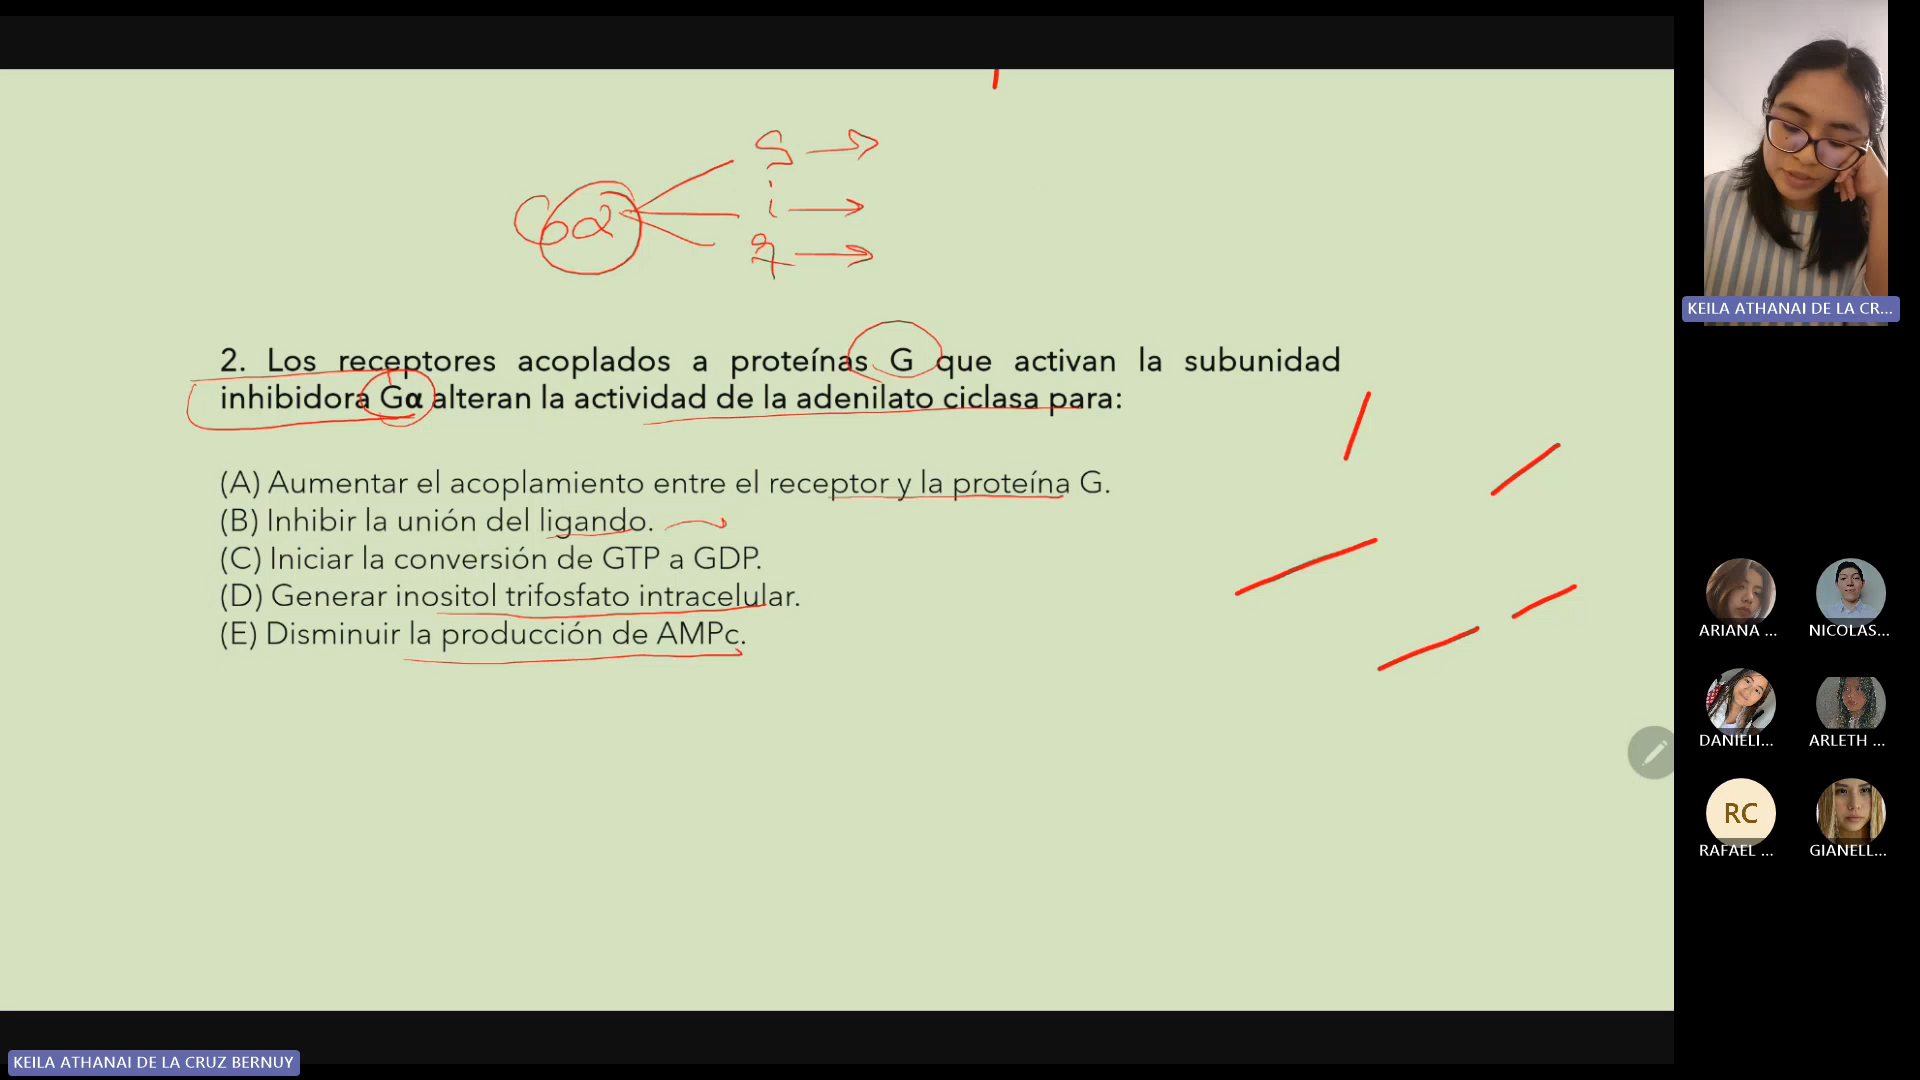 Gα
s
i
q
2. Los receptores acoplados a proteínas G que activan la subunidad
inhibidora Gα alteran la actividad de la adenilato ciclasa para:
(A) Aumentar el acoplamiento entre el receptor y la proteína G.
(B) Inhibir la unión del ligando.
(C) Iniciar la conversión de GTP a GDP.
(D) Generar inositol trifosfato intracelular.
(E) Disminuir la producción de AMPc.
KEILA ATHANAI DE LA CR...
ARIANA ...
NICOLAS...
DANIELI...
ARLETH ...
RC
RAFAEL ...
GIANELL...
KEILA ATHANAI DE LA CRUZ BERNUY